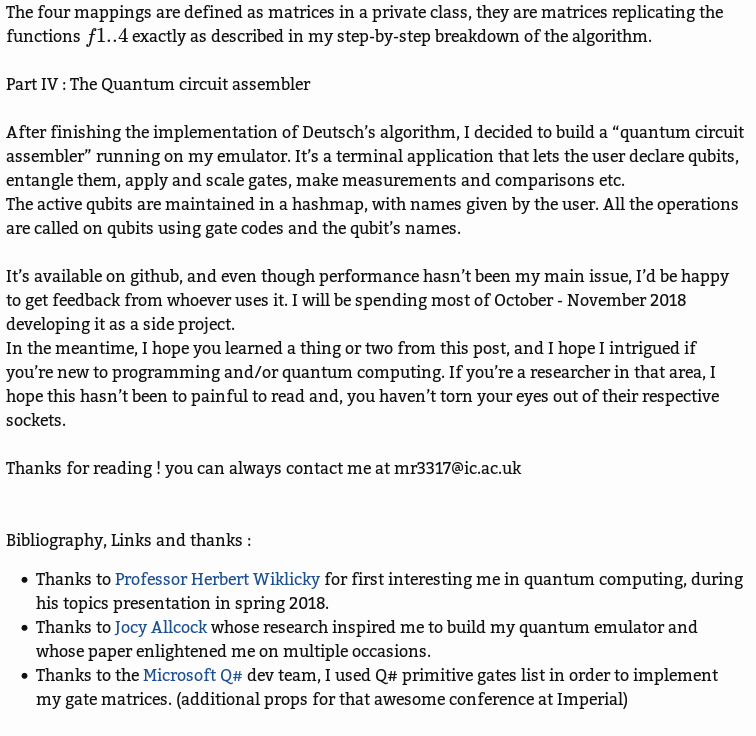 The four mappings are defined as matrices in a private class, they are matrices replicating the
functions f1..4 exactly as described in my step-by-step breakdown of the algorithm.
Part IV : The Quantum circuit assembler
After finishing the implementation of Deutsch's algorithm, I decided to build a “quantum circuit
assembler” running on my emulator. It's a terminal application that lets the user declare qubits,
entangle them, apply and scale gates, make measurements and comparisons etc.
The active qubits are maintained in a hashmap, with names given by the user. All the operations
are called on qubits using gate codes and the qubit's names.
It's available on github, and even though performance hasn't been my main issue, I'd be happy
to get feedback from whoever uses it. I will be spending most of October - November 2018
developing it as a side project.
In the meantime, I hope you learned a thing or two from this post, and I hope I intrigued if
you're new to programming and/or quantum computing. If you're a researcher in that area, I
hope this hasn't been to painful to read and, you haven't torn your eyes out of their respective
sockets.
Thanks for reading ! you can always contact me at mr3317@ic.ac.uk
Bibliography, Links and thanks :
• Thanks to Professor Herbert Wiklicky for first interesting me in quantum computing, during
his topics presentation in spring 2018.
• Thanks to Jocy Allcock whose research inspired me to build my quantum emulator and
whose paper enlightened me on multiple occasions.
• Thanks to the Microsoft Q# dev team, I used Q# primitive gates list in order to implement
my gate matrices. (additional props for that awesome conference at Imperial)